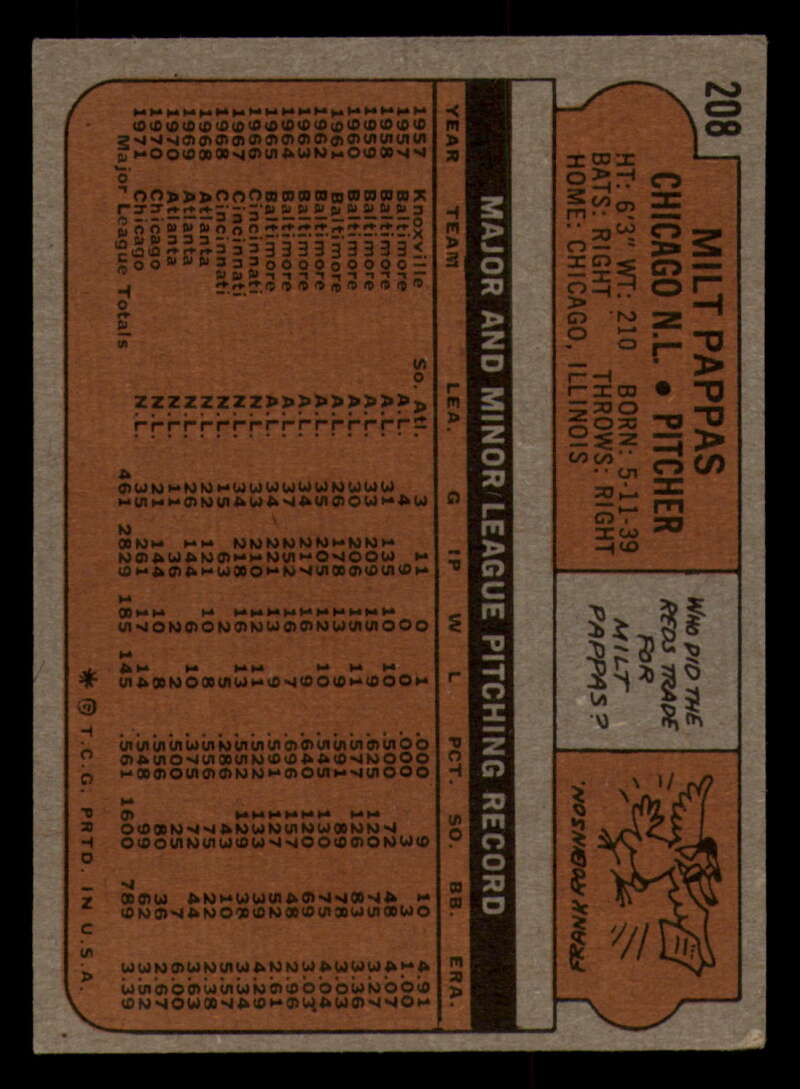 208
MILT PAPPAS
CHICAGO N.L. • PITCHER
HT: 6'3" WT: 210 BORN: 5-11-39
BATS: RIGHT THROWS: RIGHT
HOME: CHICAGO, ILLINOIS
WHO DID THE
REDS TRADE
FOR
MILT
PAPPAS?
FRANK ROBINSON.
MAJOR AND MINOR LEAGUE PITCHING RECORD
YEAR TEAM LEA. G IP W L PCT. SO. BB. ERA.
1957 Knoxville So. Atl. 3 11 0 1 .000 9 10 4.91
1957 Baltimore A.L. 4 9 0 0 .000 3 3 1.00
1958 Baltimore A.L. 31 135 10 10 .500 72 48 4.07
1959 Baltimore A.L. 33 209 15 9 .625 120 75 3.27
1960 Baltimore A.L. 30 206 15 11 .577 126 83 3.36
1961 Baltimore A.L. 26 178 13 9 .591 89 78 3.03
1962 Baltimore A.L. 35 205 12 10 .545 130 75 4.04
1963 Baltimore A.L. 34 217 16 9 .640 120 69 3.03
1964 Baltimore A.L. 37 252 16 7 .696 157 48 2.96
1965 Baltimore A.L. 34 221 13 9 .591 127 52 2.61
1966 Cincinnati N.L. 33 210 12 11 .522 133 39 4.29
1967 Cincinnati N.L. 34 218 16 13 .552 129 38 3.34
1968 Cincinnati N.L. 15 63 2 5 .286 43 10 5.57
1968 Atlanta N.L. 22 121 10 8 .556 75 22 2.38
1969 Atlanta N.L. 26 144 6 10 .375 72 44 3.63
1970 Atlanta N.L. 11 36 2 2 .500 25 7 6.00
1970 Chicago N.L. 21 144 10 8 .556 80 36 2.67
1971 Chicago N.L. 35 261 17 14 .548 99 62 3.52
Major League Totals 461 2829 185 145 .561 1600 789 3.39
* © T.C.G. PRTD. IN U.S.A.